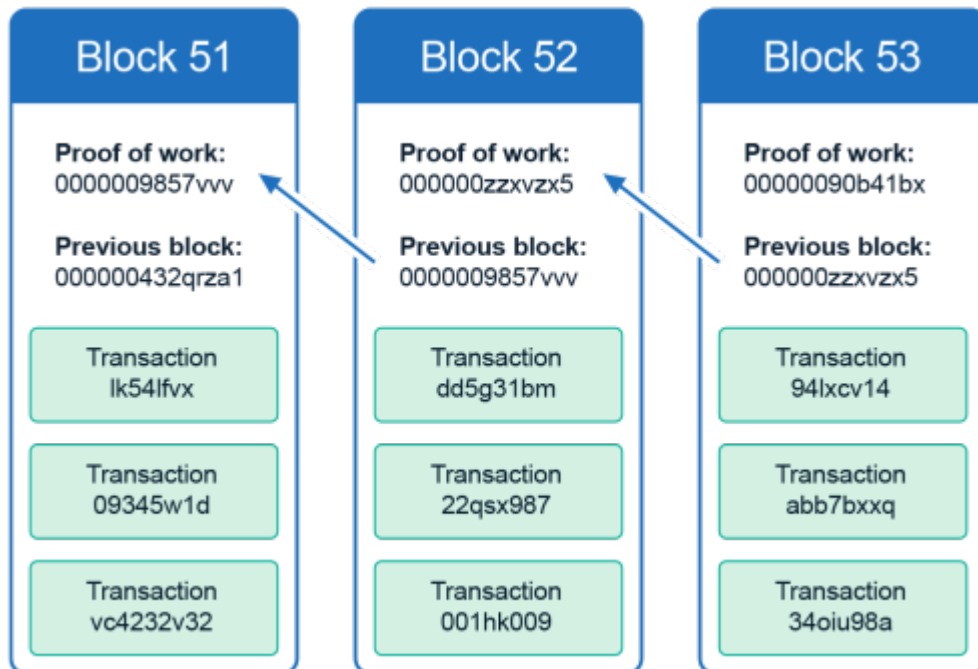 Block 51
Proof of work:
0000009857vvv
Previous block:
000000432qrza1
Transaction
lk54lfvx
Transaction
09345w1d
Transaction
vc4232v32
Block 52
Proof of work:
000000zzxvzx5
Previous block:
0000009857vvv
Transaction
dd5g31bm
Transaction
22qsx987
Transaction
001hk009
Block 53
Proof of work:
00000090b41bx
Previous block:
000000zzxvzx5
Transaction
94lxcv14
Transaction
abb7bxxq
Transaction
34oiu98a